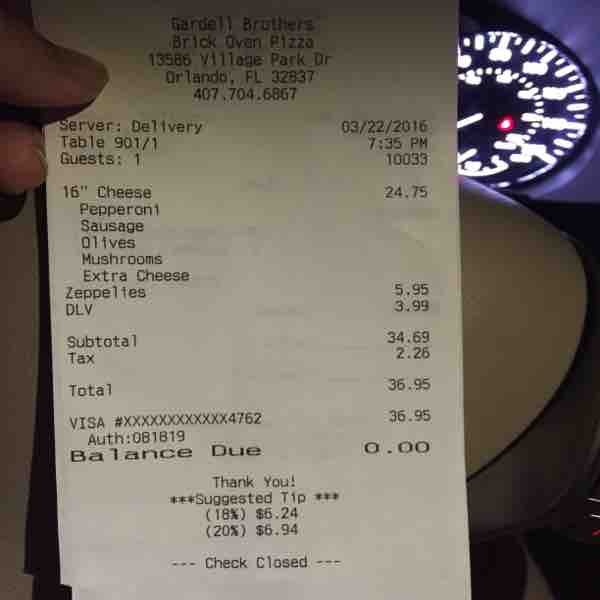 Gardell Brothers
Brick Oven Pizza
13586 Village Park Dr
Orlando, FL 32837
407.704.6867
Server: Delivery 03/22/2016
Table 901/1 7:35 PM
Guests: 1 10033
16" Cheese 24.75
Pepperoni
Sausage
Olives
Mushrooms
Extra Cheese
Zeppelies 5.95
DLV 3.99
Subtotal 34.69
Tax 2.26
Total 36.95
VISA #XXXXXXXXXXXX4762 36.95
Auth:081819
Balance Due 0.00
Thank You!
***Suggested Tip ***
(18%) $6.24
(20%) $6.94
--- Check Closed ---